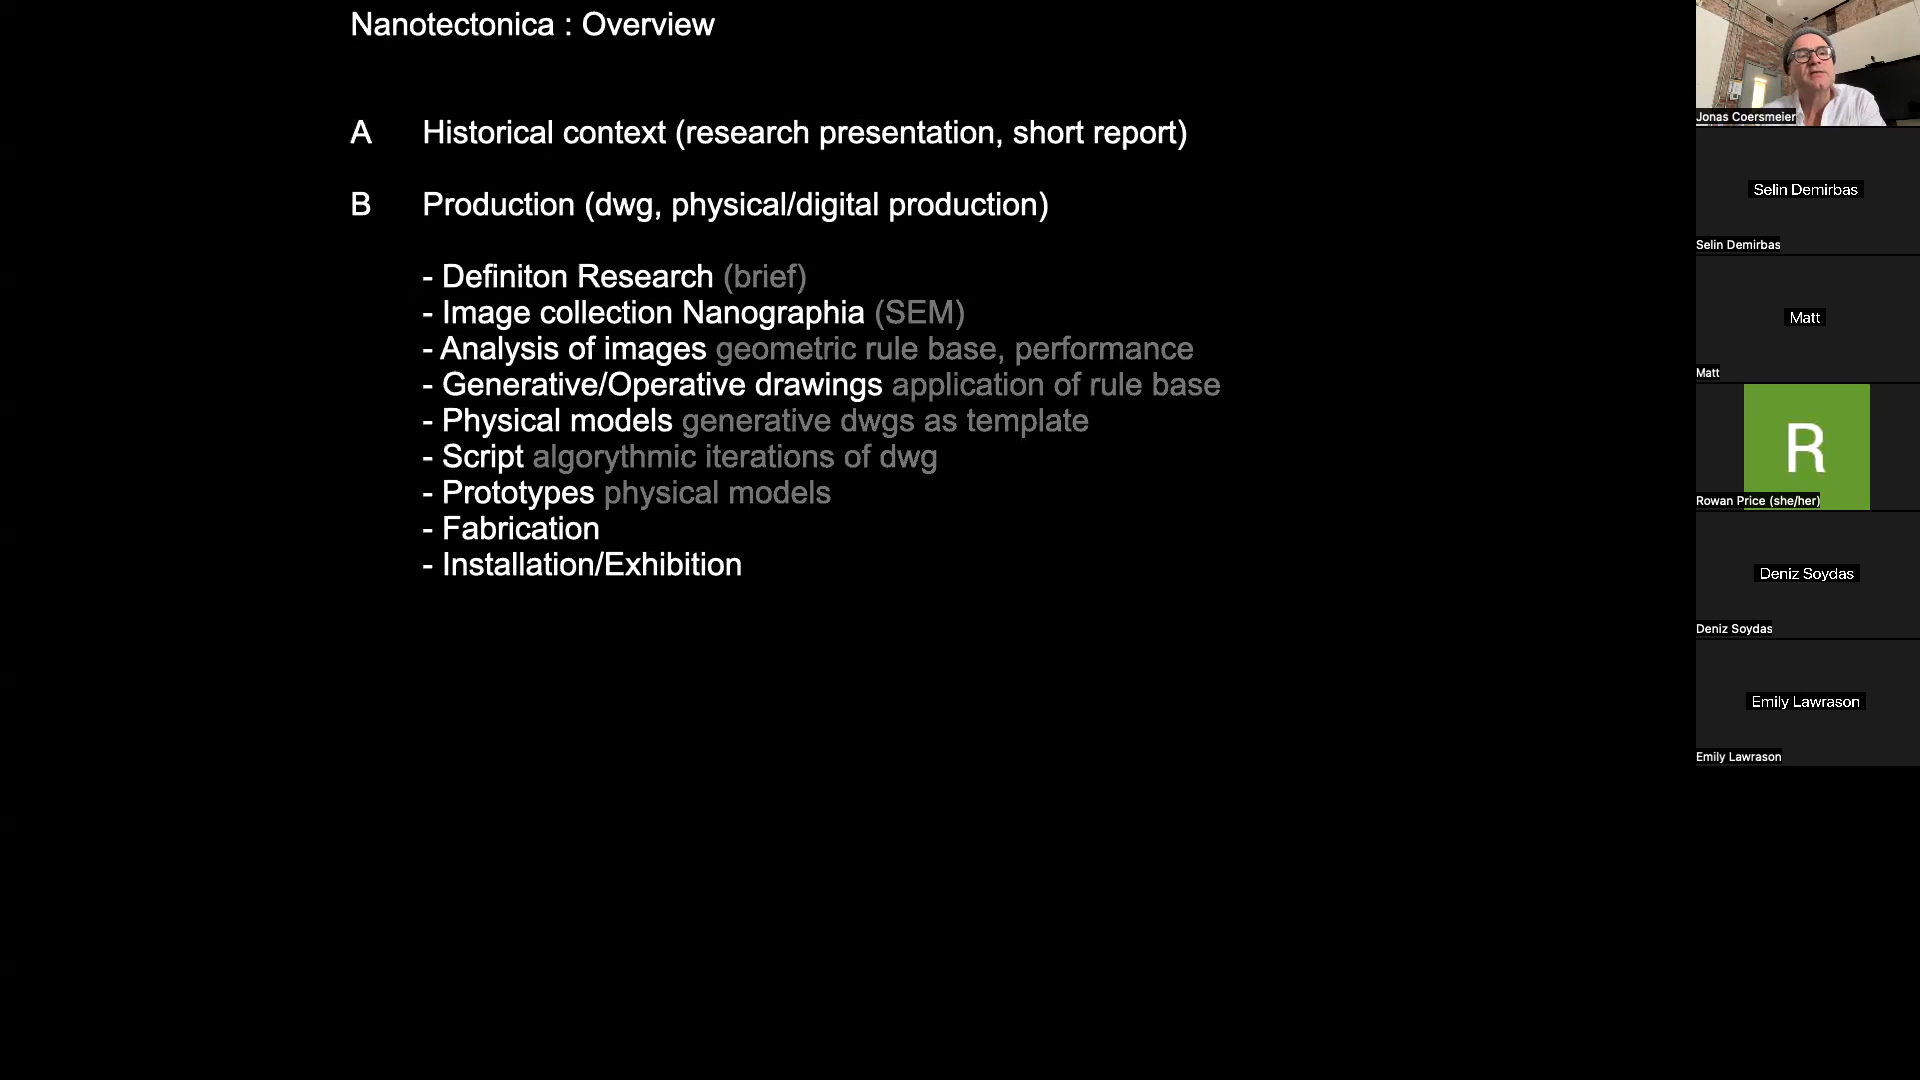 Nanotectonica : Overview
A Historical context (research presentation, short report)
B Production (dwg, physical/digital production)
- Definiton Research (brief)
- Image collection Nanographia (SEM)
- Analysis of images geometric rule base, performance
- Generative/Operative drawings application of rule base
- Physical models generative dwgs as template
- Script algorythmic iterations of dwg
- Prototypes physical models
- Fabrication
- Installation/Exhibition
Jonas Coersmeier
Selin Demirbas
Selin Demirbas
Matt
Matt
R
Rowan Price (she/her)
Deniz Soydas
Deniz Soydas
Emily Lawrason
Emily Lawrason